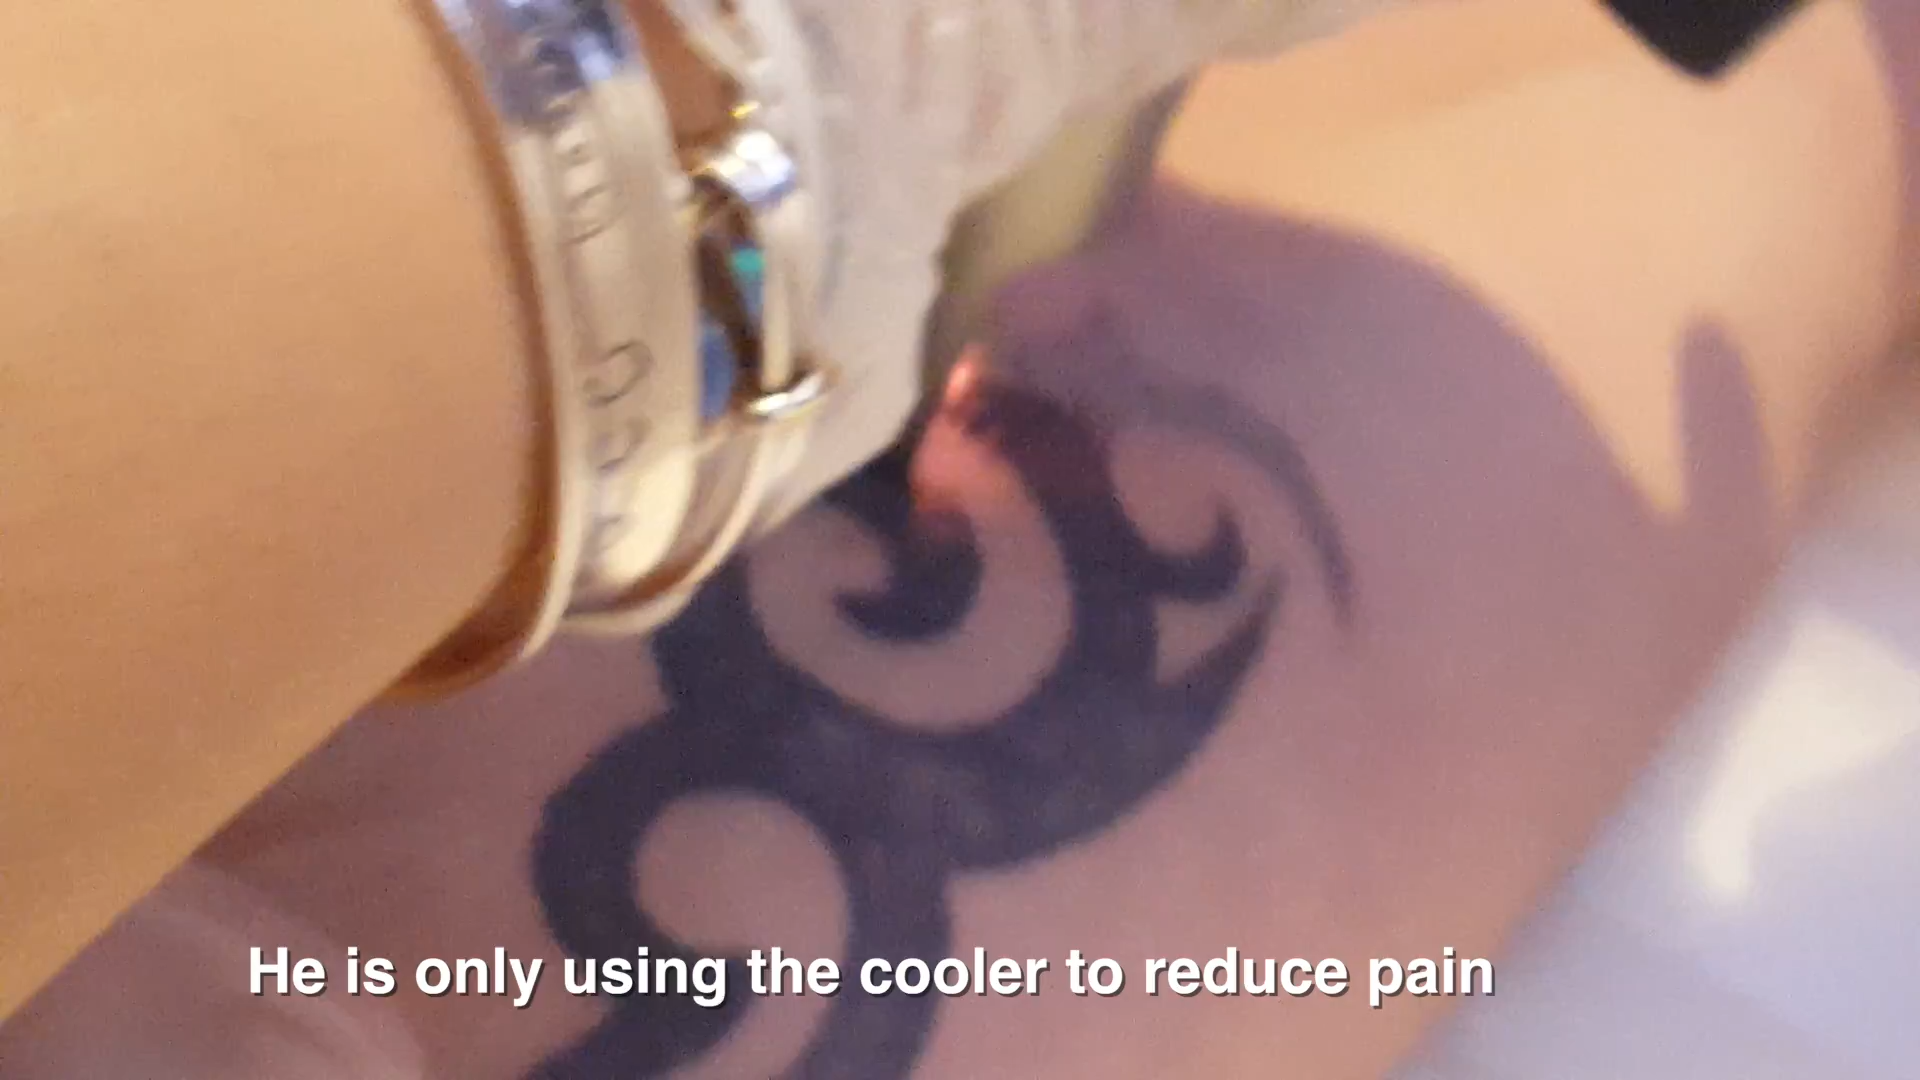 He is only using the cooler to reduce pain